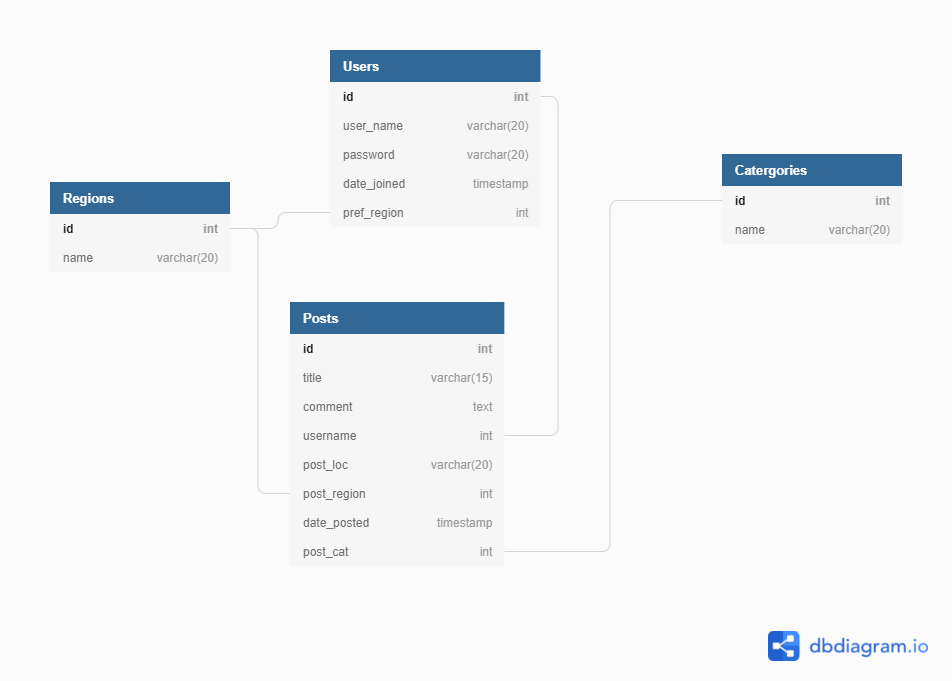 Users
id int
user_name varchar(20)
password varchar(20)
date_joined timestamp
pref_region int
Regions
id int
name varchar(20)
Catergories
id int
name varchar(20)
Posts
id int
title varchar(15)
comment text
username int
post_loc varchar(20)
post_region int
date_posted timestamp
post_cat int
dbdiagram.io